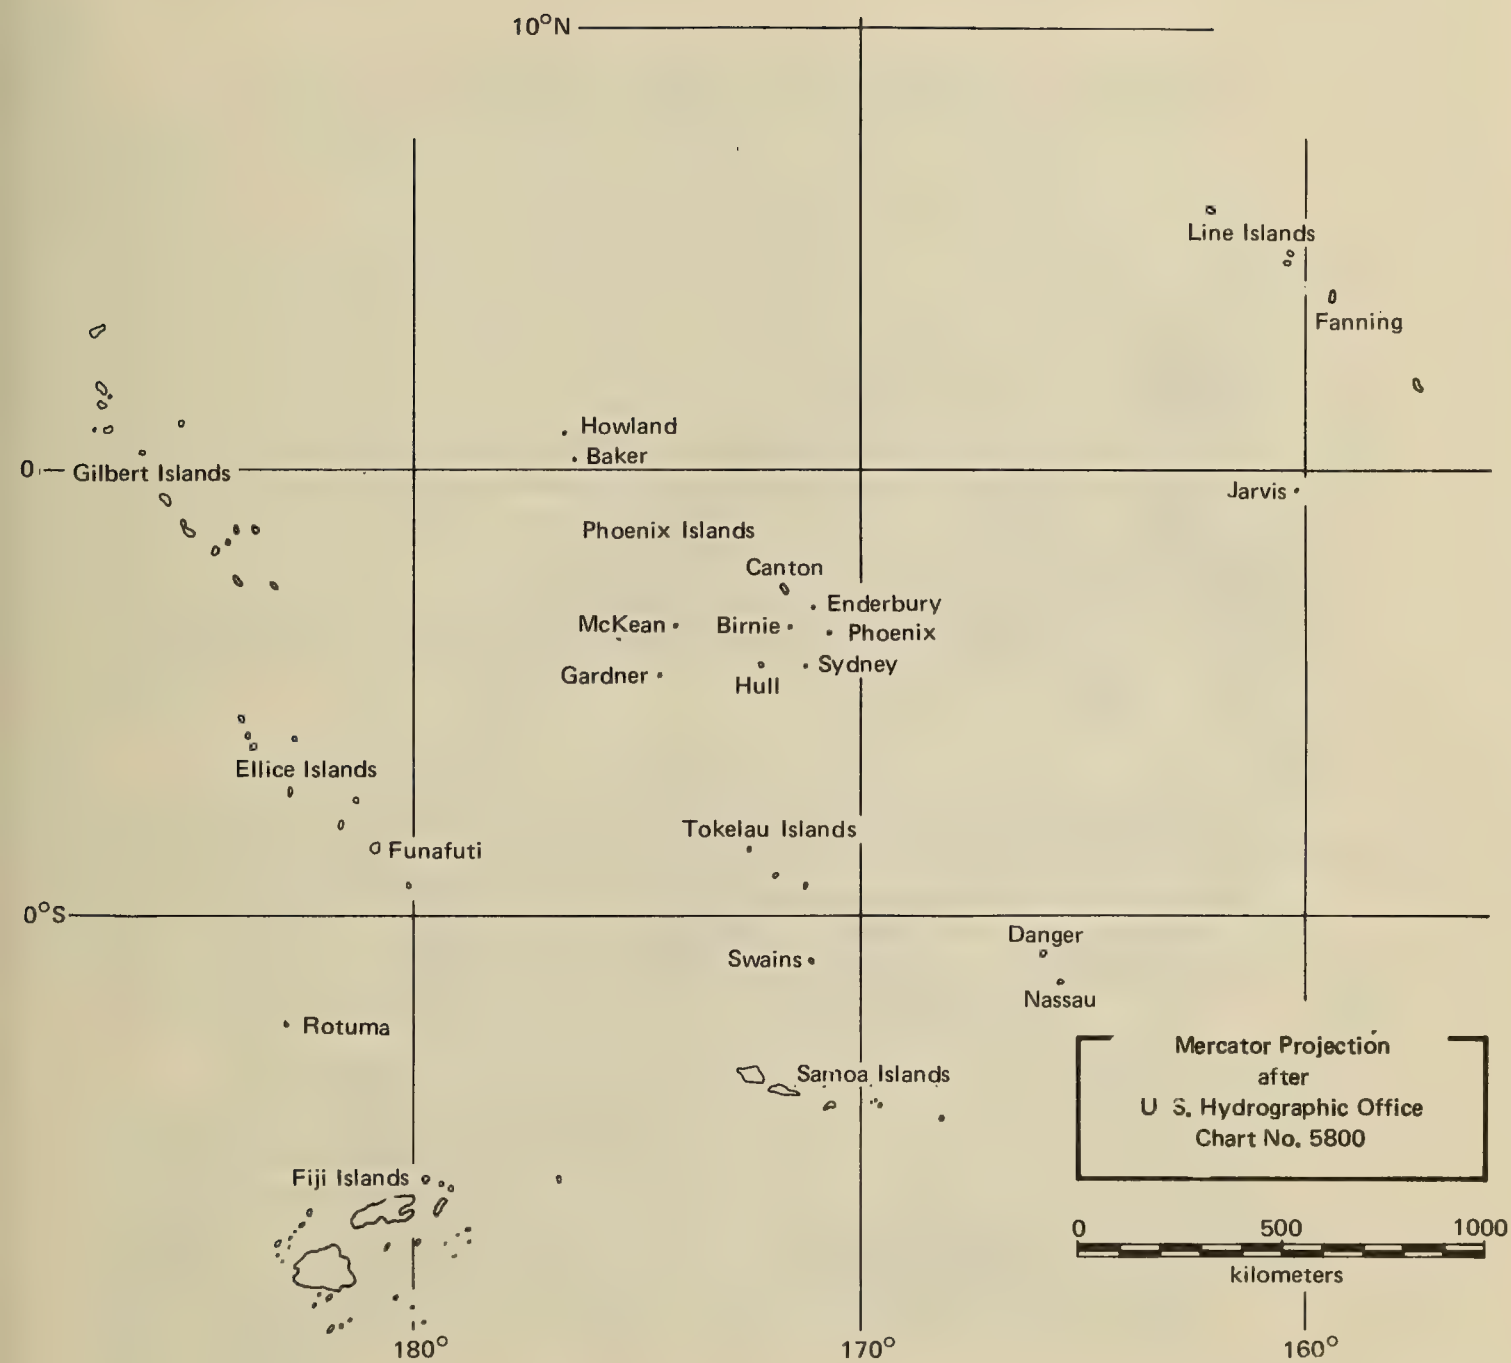 10°N
Line Islands
Fanning
Howland
Baker
0
Gilbert Islands
Jarvis
Phoenix Islands
Canton
Enderbury
McKean
Birnie
Phoenix
Gardner
Hull
Sydney
Ellice Islands
Tokelau Islands
Funafuti
0°S
Danger
Swains
Nassau
Rotuma
Mercator Projection
after
U S. Hydrographic Office
Chart No. 5800
Samoa Islands
Fiji Islands
0 500 1000
kilometers
180° 170° 160°